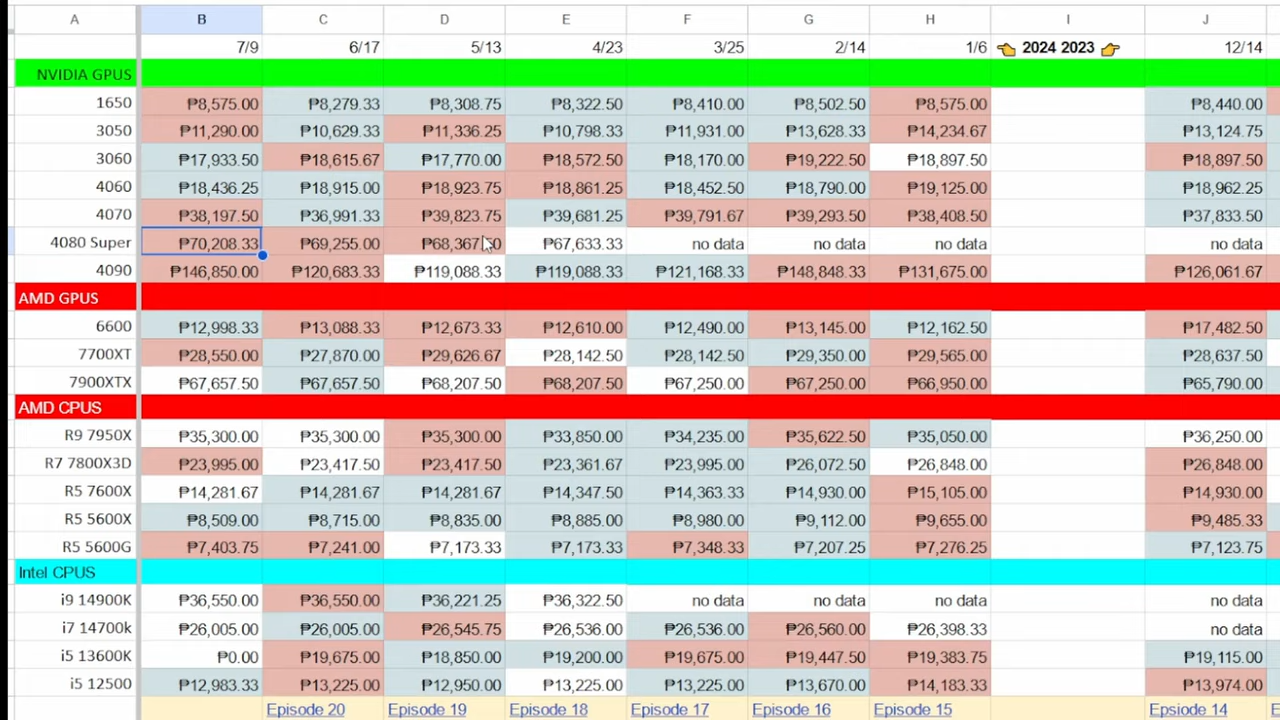 A B C D E F G H I J
7/9 6/17 5/13 4/23 3/25 2/14 1/6 👈 2024 2023 👉 12/14
NVIDIA GPUS
1650 ₱8,575.00 ₱8,279.33 ₱8,308.75 ₱8,322.50 ₱8,410.00 ₱8,502.50 ₱8,575.00 ₱8,440.00
3050 ₱11,290.00 ₱10,629.33 ₱11,336.25 ₱10,798.33 ₱11,931.00 ₱13,628.33 ₱14,234.67 ₱13,124.75
3060 ₱17,933.50 ₱18,615.67 ₱17,770.00 ₱18,572.50 ₱18,170.00 ₱19,222.50 ₱18,897.50 ₱18,897.50
4060 ₱18,436.25 ₱18,915.00 ₱18,923.75 ₱18,861.25 ₱18,452.50 ₱18,790.00 ₱19,125.00 ₱18,962.25
4070 ₱38,197.50 ₱36,991.33 ₱39,823.75 ₱39,681.25 ₱39,791.67 ₱39,293.50 ₱38,408.50 ₱37,833.50
4080 Super ₱70,208.33 ₱69,255.00 ₱67,633.33 no data no data no data no data
4090 ₱146,850.00 ₱120,683.33 ₱119,088.33 ₱119,088.33 ₱121,168.33 ₱148,848.33 ₱131,675.00 ₱126,061.67
AMD GPUS
6600 ₱12,998.33 ₱13,088.33 ₱12,673.33 ₱12,610.00 ₱12,490.00 ₱13,145.00 ₱12,162.50 ₱17,482.50
7700XT ₱28,550.00 ₱27,870.00 ₱29,626.67 ₱28,142.50 ₱28,142.50 ₱29,350.00 ₱29,565.00 ₱28,637.50
7900XTX ₱67,657.50 ₱67,657.50 ₱68,207.50 ₱68,207.50 ₱67,250.00 ₱67,250.00 ₱66,950.00 ₱65,790.00
AMD CPUS
R9 7950X ₱35,300.00 ₱35,300.00 ₱35,300.00 ₱33,850.00 ₱34,235.00 ₱35,622.50 ₱35,050.00 ₱36,250.00
R7 7800X3D ₱23,995.00 ₱23,417.50 ₱23,417.50 ₱23,361.67 ₱23,995.00 ₱26,072.50 ₱26,848.00 ₱26,848.00
R5 7600X ₱14,281.67 ₱14,281.67 ₱14,281.67 ₱14,347.50 ₱14,363.33 ₱14,930.00 ₱15,105.00 ₱14,930.00
R5 5600X ₱8,509.00 ₱8,715.00 ₱8,835.00 ₱8,885.00 ₱8,980.00 ₱9,112.00 ₱9,655.00 ₱9,485.33
R5 5600G ₱7,403.75 ₱7,241.00 ₱7,173.33 ₱7,173.33 ₱7,348.33 ₱7,207.25 ₱7,276.25 ₱7,123.75
Intel CPUS
i9 14900K ₱36,550.00 ₱36,550.00 ₱36,221.25 ₱36,322.50 no data no data no data no data
i7 14700k ₱26,005.00 ₱26,005.00 ₱26,545.75 ₱26,536.00 ₱26,536.00 ₱26,560.00 ₱26,398.33 no data
i5 13600K ₱0.00 ₱19,675.00 ₱18,850.00 ₱19,200.00 ₱19,675.00 ₱19,447.50 ₱19,383.75 ₱19,115.00
i5 12500 ₱12,983.33 ₱13,225.00 ₱12,950.00 ₱13,225.00 ₱13,225.00 ₱13,670.00 ₱14,183.33 ₱13,974.00
Episode 20 Episode 19 Episode 18 Episode 17 Episode 16 Episode 15 Epsiode 14